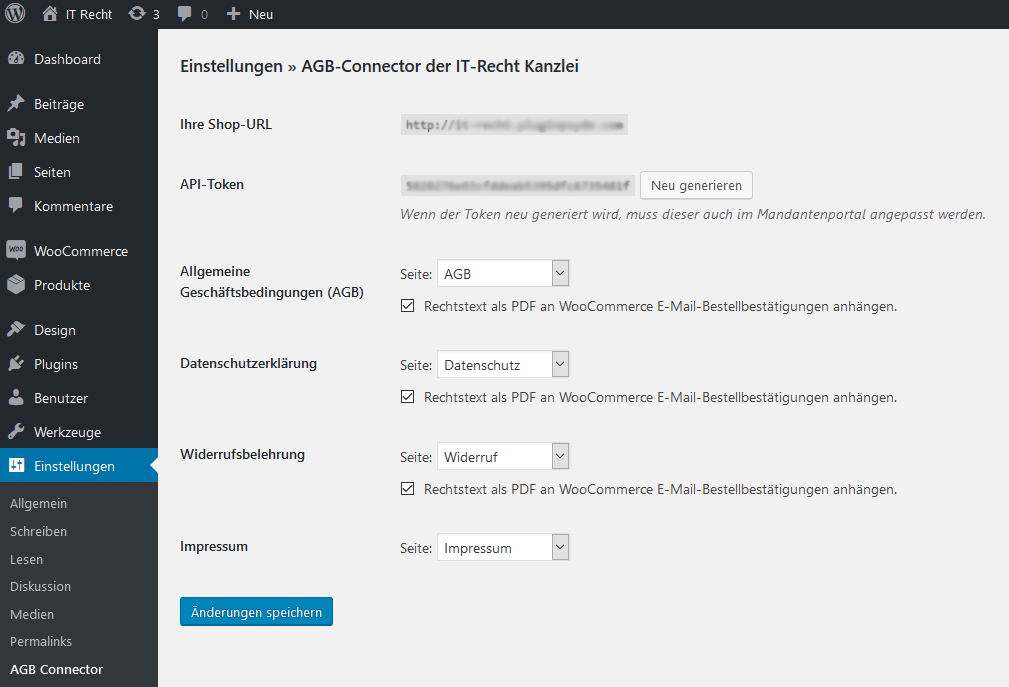 IT Recht 3 0 Neu
Dashboard
Beiträge
Medien
Seiten
Kommentare
WOO WooCommerce
Produkte
Design
Plugins
Benutzer
Werkzeuge
Einstellungen
Allgemein
Schreiben
Lesen
Diskussion
Medien
Permalinks
AGB Connector
Einstellungen » AGB-Connector der IT-Recht Kanzlei
Ihre Shop-URL
http://
API-Token
Neu generieren
Wenn der Token neu generiert wird, muss dieser auch im Mandantenportal angepasst werden.
Allgemeine
Geschäftsbedingungen (AGB)
Seite: AGB
Rechtstext als PDF an WooCommerce E-Mail-Bestellbestätigungen anhängen.
Datenschutzerklärung
Seite: Datenschutz
Rechtstext als PDF an WooCommerce E-Mail-Bestellbestätigungen anhängen.
Widerrufsbelehrung
Seite: Widerruf
Rechtstext als PDF an WooCommerce E-Mail-Bestellbestätigungen anhängen.
Impressum
Seite: Impressum
Änderungen speichern